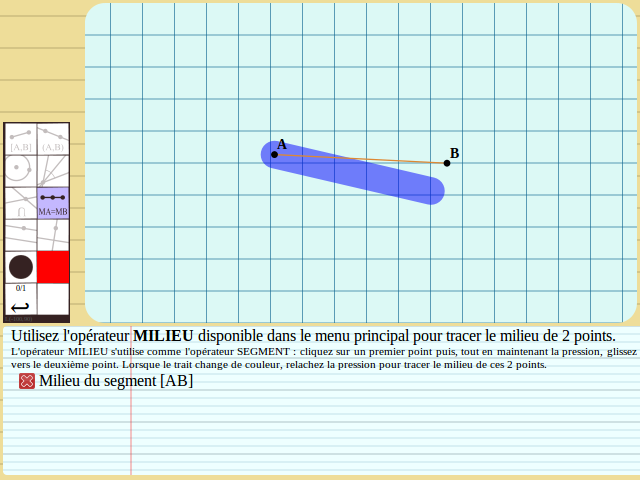 A
B
[A,B]
(A,B)
∩
MA=MB
0/1
Utilisez l'opérateur MILIEU disponible dans le menu principal pour tracer le milieu de 2 points.
L'opérateur MILIEU s'utilise comme l'opérateur SEGMENT : cliquez sur un premier point puis, tout en maintenant la pression, glissez
vers le deuxième point. Lorsque le trait change de couleur, relachez la pression pour tracer le milieu de ces 2 points.
Milieu du segment [AB]